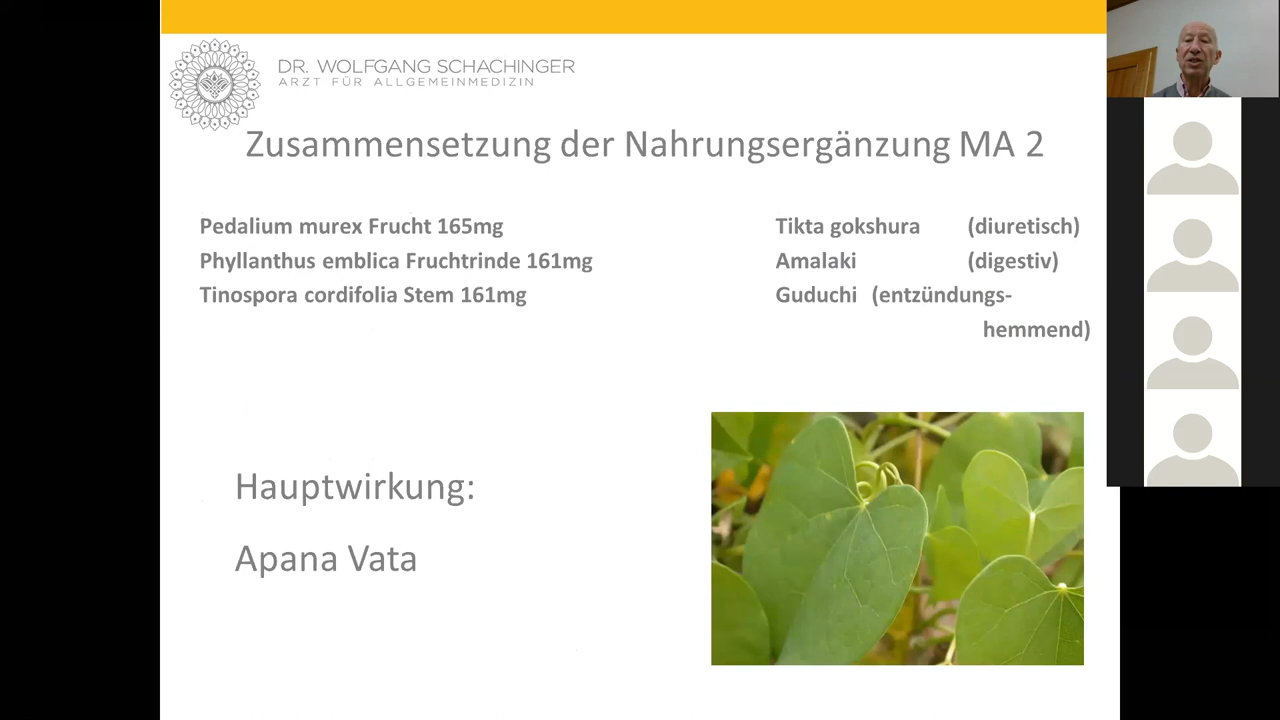 DR. WOLFGANG SCHACHINGER
ARZT FÜR ALLGEMEINMEDIZIN
Zusammensetzung der Nahrungsergänzung MA 2
Pedalium murex Frucht 165mg Tikta gokshura (diuretisch)
Phyllanthus emblica Fruchtrinde 161mg Amalaki (digestiv)
Tinospora cordifolia Stem 161mg Guduchi (entzündungs-
hemmend)
Hauptwirkung:
Apana Vata